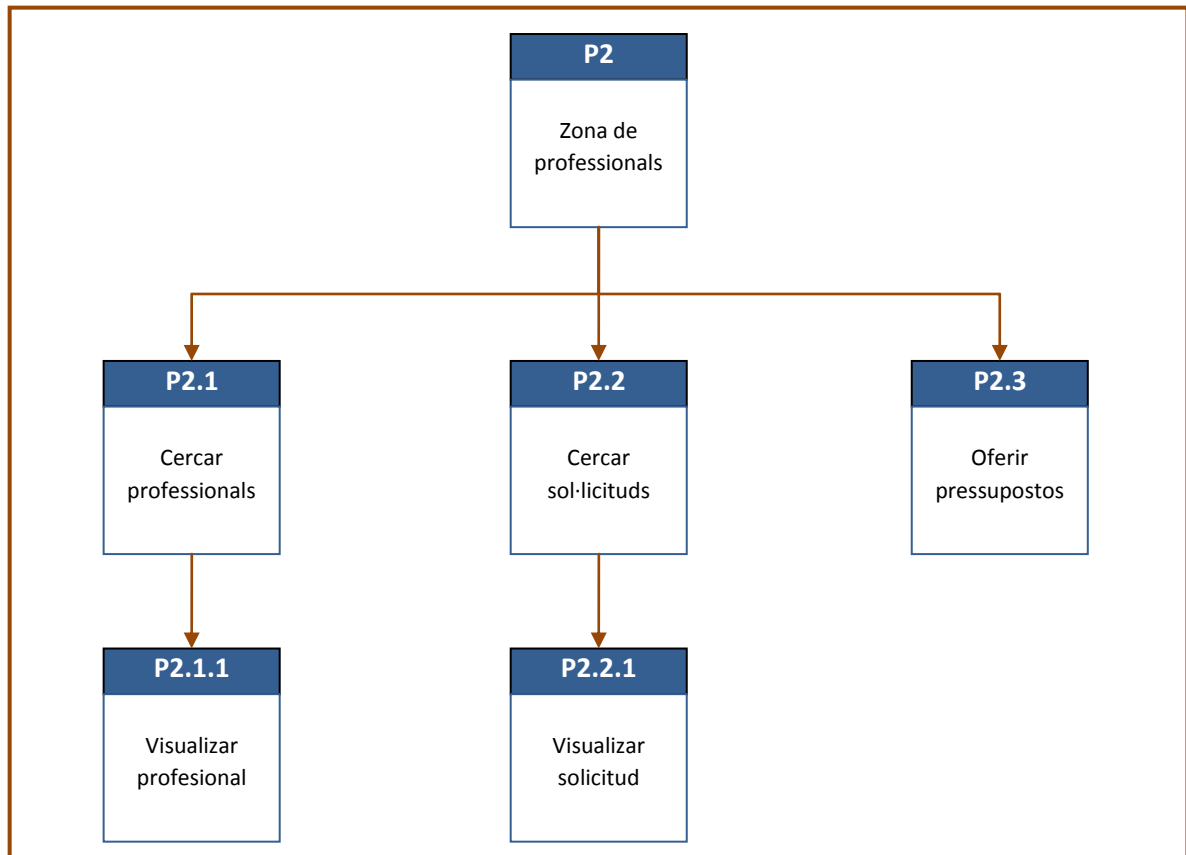 P2
Zona de
professionals
P2.1
Cercar
professionals
P2.2
Cercar
sol·licituds
P2.3
Oferir
pressupostos
P2.1.1
Visualizar
profesional
P2.2.1
Visualizar
solicitud